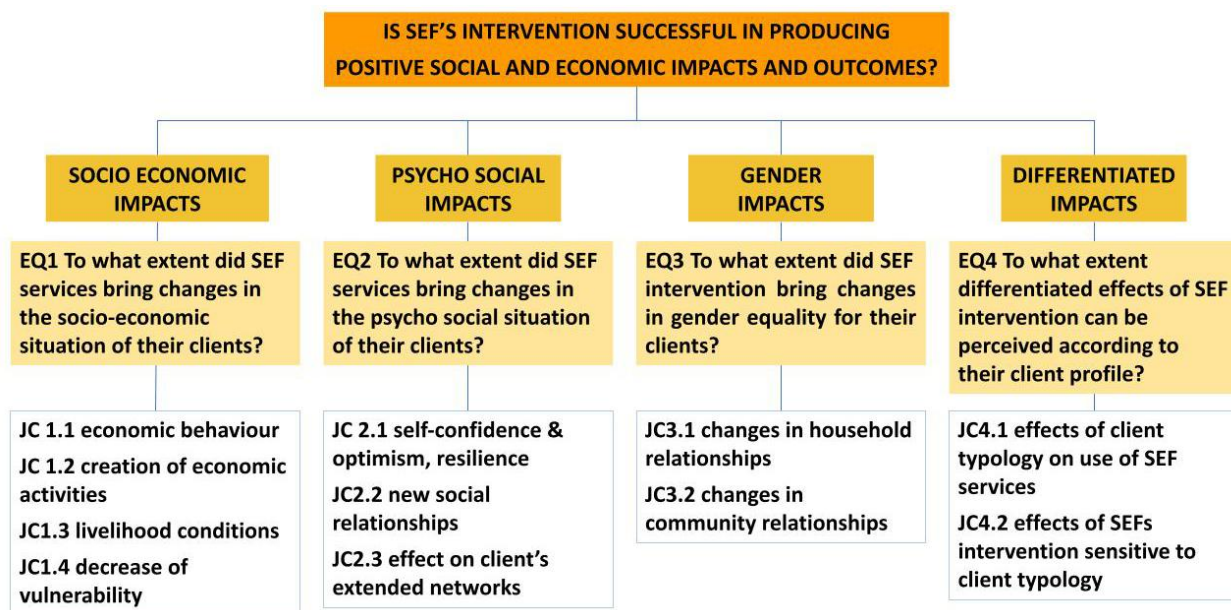 IS SEF'S INTERVENTION SUCCESSFUL IN PRODUCING
POSITIVE SOCIAL AND ECONOMIC IMPACTS AND OUTCOMES?
SOCIO ECONOMIC
IMPACTS
EQ1 To what extent did SEF
services bring changes in
the socio-economic
situation of their clients?
JC 1.1 economic behaviour
JC 1.2 creation of economic
activities
JC1.3 livelihood conditions
JC1.4 decrease of
vulnerability
PSYCHO SOCIAL
IMPACTS
EQ2 To what extent did SEF
services bring changes in
the psycho social situation
of their clients?
JC 2.1 self-confidence &
optimism, resilience
JC2.2 new social
relationships
JC2.3 effect on client's
extended networks
GENDER
IMPACTS
EQ3 To what extent did SEF
intervention bring changes
in gender equality for their
clients?
JC3.1 changes in household
relationships
JC3.2 changes in
community relationships
DIFFERENTIATED
IMPACTS
EQ4 To what extent
differentiated effects of SEF
intervention can be
perceived according to
their client profile?
JC4.1 effects of client
typology on use of SEF
services
JC4.2 effects of SEFs
intervention sensitive to
client typology